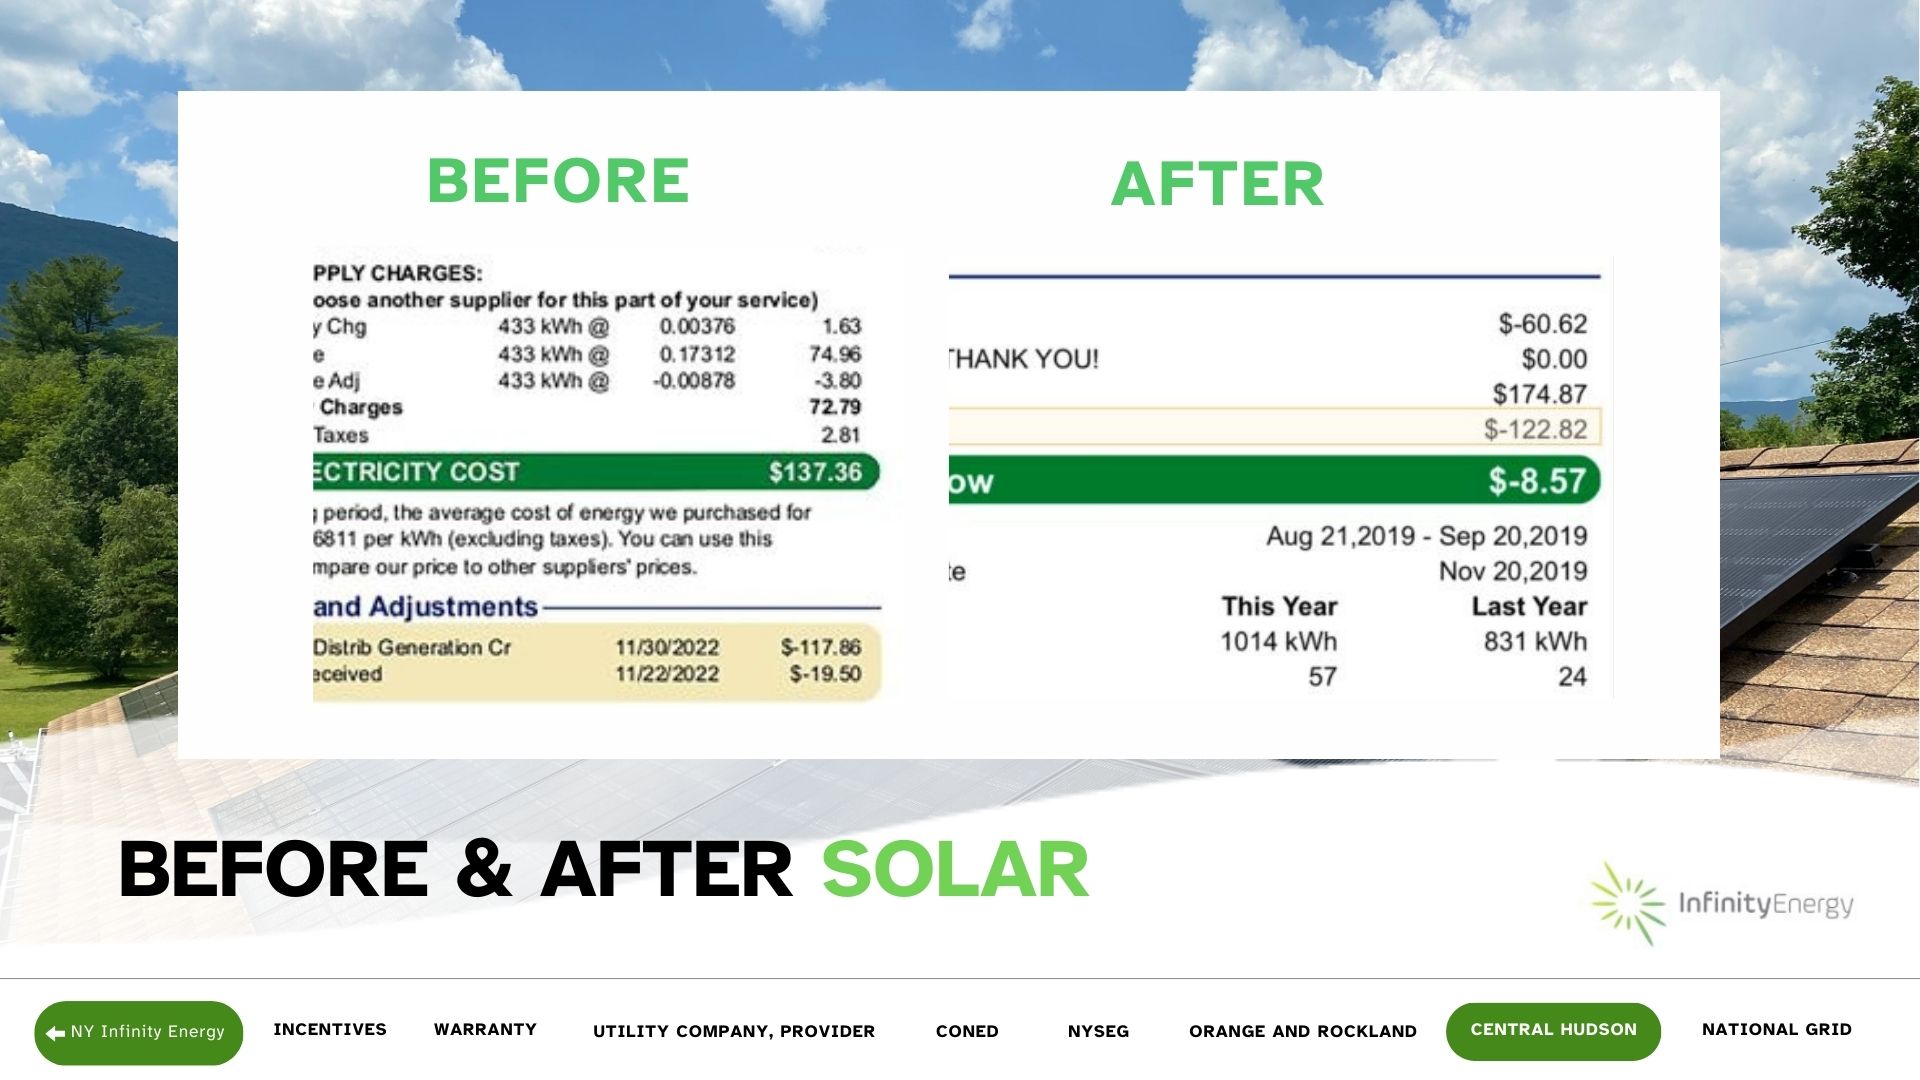 BEFORE
PPLY CHARGES:
oose another supplier for this part of your service)
y Chg 433 kWh @ 0.00376 1.63
e 433 kWh @ 0.17312 74.96
e Adj 433 kWh @ -0.00878 -3.80
Charges 72.79
Taxes 2.81
ECTRICITY COST $137.36
g period, the average cost of energy we purchased for
6811 per kWh (excluding taxes). You can use this
mpare our price to other suppliers' prices.
and Adjustments
Distrib Generation Cr 11/30/2022 $-117.86
eceived 11/22/2022 $-19.50
AFTER
$-60.62
THANK YOU! $0.00
$174.87
$-122.82
ow $-8.57
Aug 21,2019 - Sep 20,2019
te Nov 20,2019
This Year Last Year
1014 kWh 831 kWh
57 24
BEFORE & AFTER SOLAR
InfinityEnergy
NY Infinity Energy INCENTIVES WARRANTY UTILITY COMPANY, PROVIDER CONED NYSEG ORANGE AND ROCKLAND CENTRAL HUDSON NATIONAL GRID